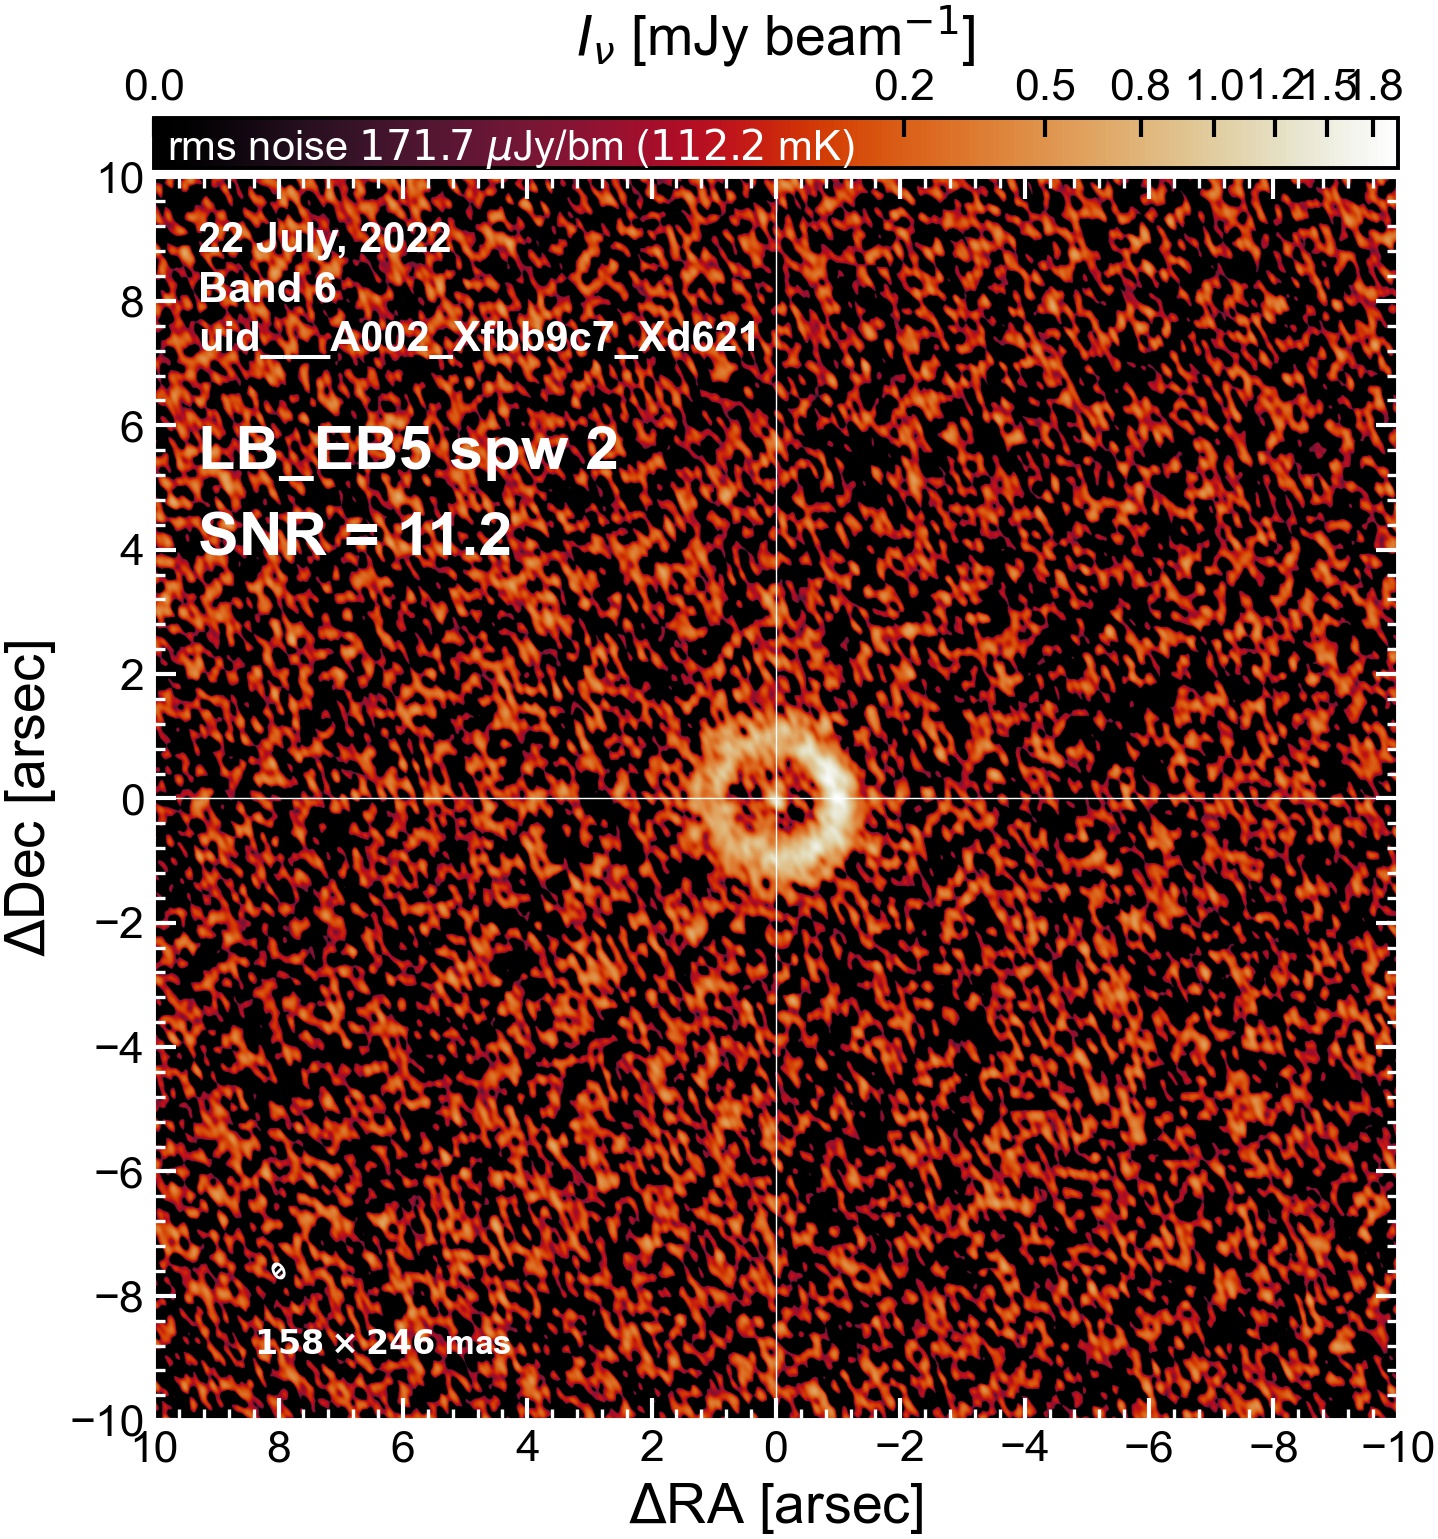 I𝜈 [mJy beam⁻¹]
0.0 0.2 0.5 0.8 1.0 1.2 1.5 1.8
rms noise 171.7 μJy/bm (112.2 mK)
22 July, 2022
Band 6
uid___A002_Xfbb9c7_Xd621
LB_EB5 spw 2
SNR = 11.2
10
8
6
4
2
0
−2
−4
−6
−8
−10
ΔDec [arsec]
158 × 246 mas
10 8 6 4 2 0 −2 −4 −6 −8 −10
ΔRA [arsec]